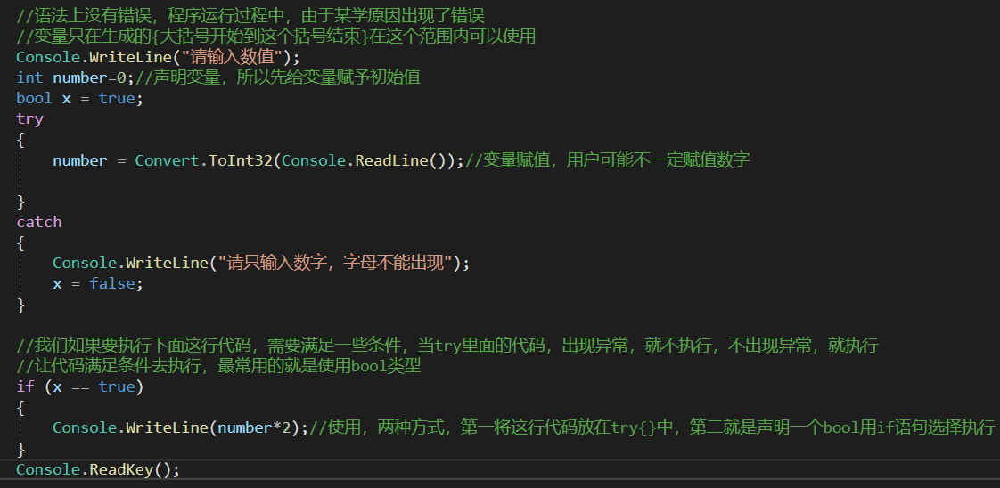 //语法上没有错误，程序运行过程中，由于某学原因出现了错误
//变量只在生成的{大括号开始到这个括号结束}在这个范围内可以使用
Console.WriteLine("请输入数值");
int number=0;//声明变量，所以先给变量赋予初始值
bool x = true;
try
{
    number = Convert.ToInt32(Console.ReadLine());//变量赋值，用户可能不一定赋值数字
}
catch
{
    Console.WriteLine("请只输入数字，字母不能出现");
    x = false;
}
//我们如果要执行下面这行代码，需要满足一些条件，当try里面的代码，出现异常，就不执行，不出现异常，就执行
//让代码满足条件去执行，最常用的就是使用bool类型
if (x == true)
{
    Console.WriteLine(number*2);//使用，两种方式，第一将这行代码放在try{}中，第二就是声明一个bool用if语句选择执行
}
Console.ReadKey();